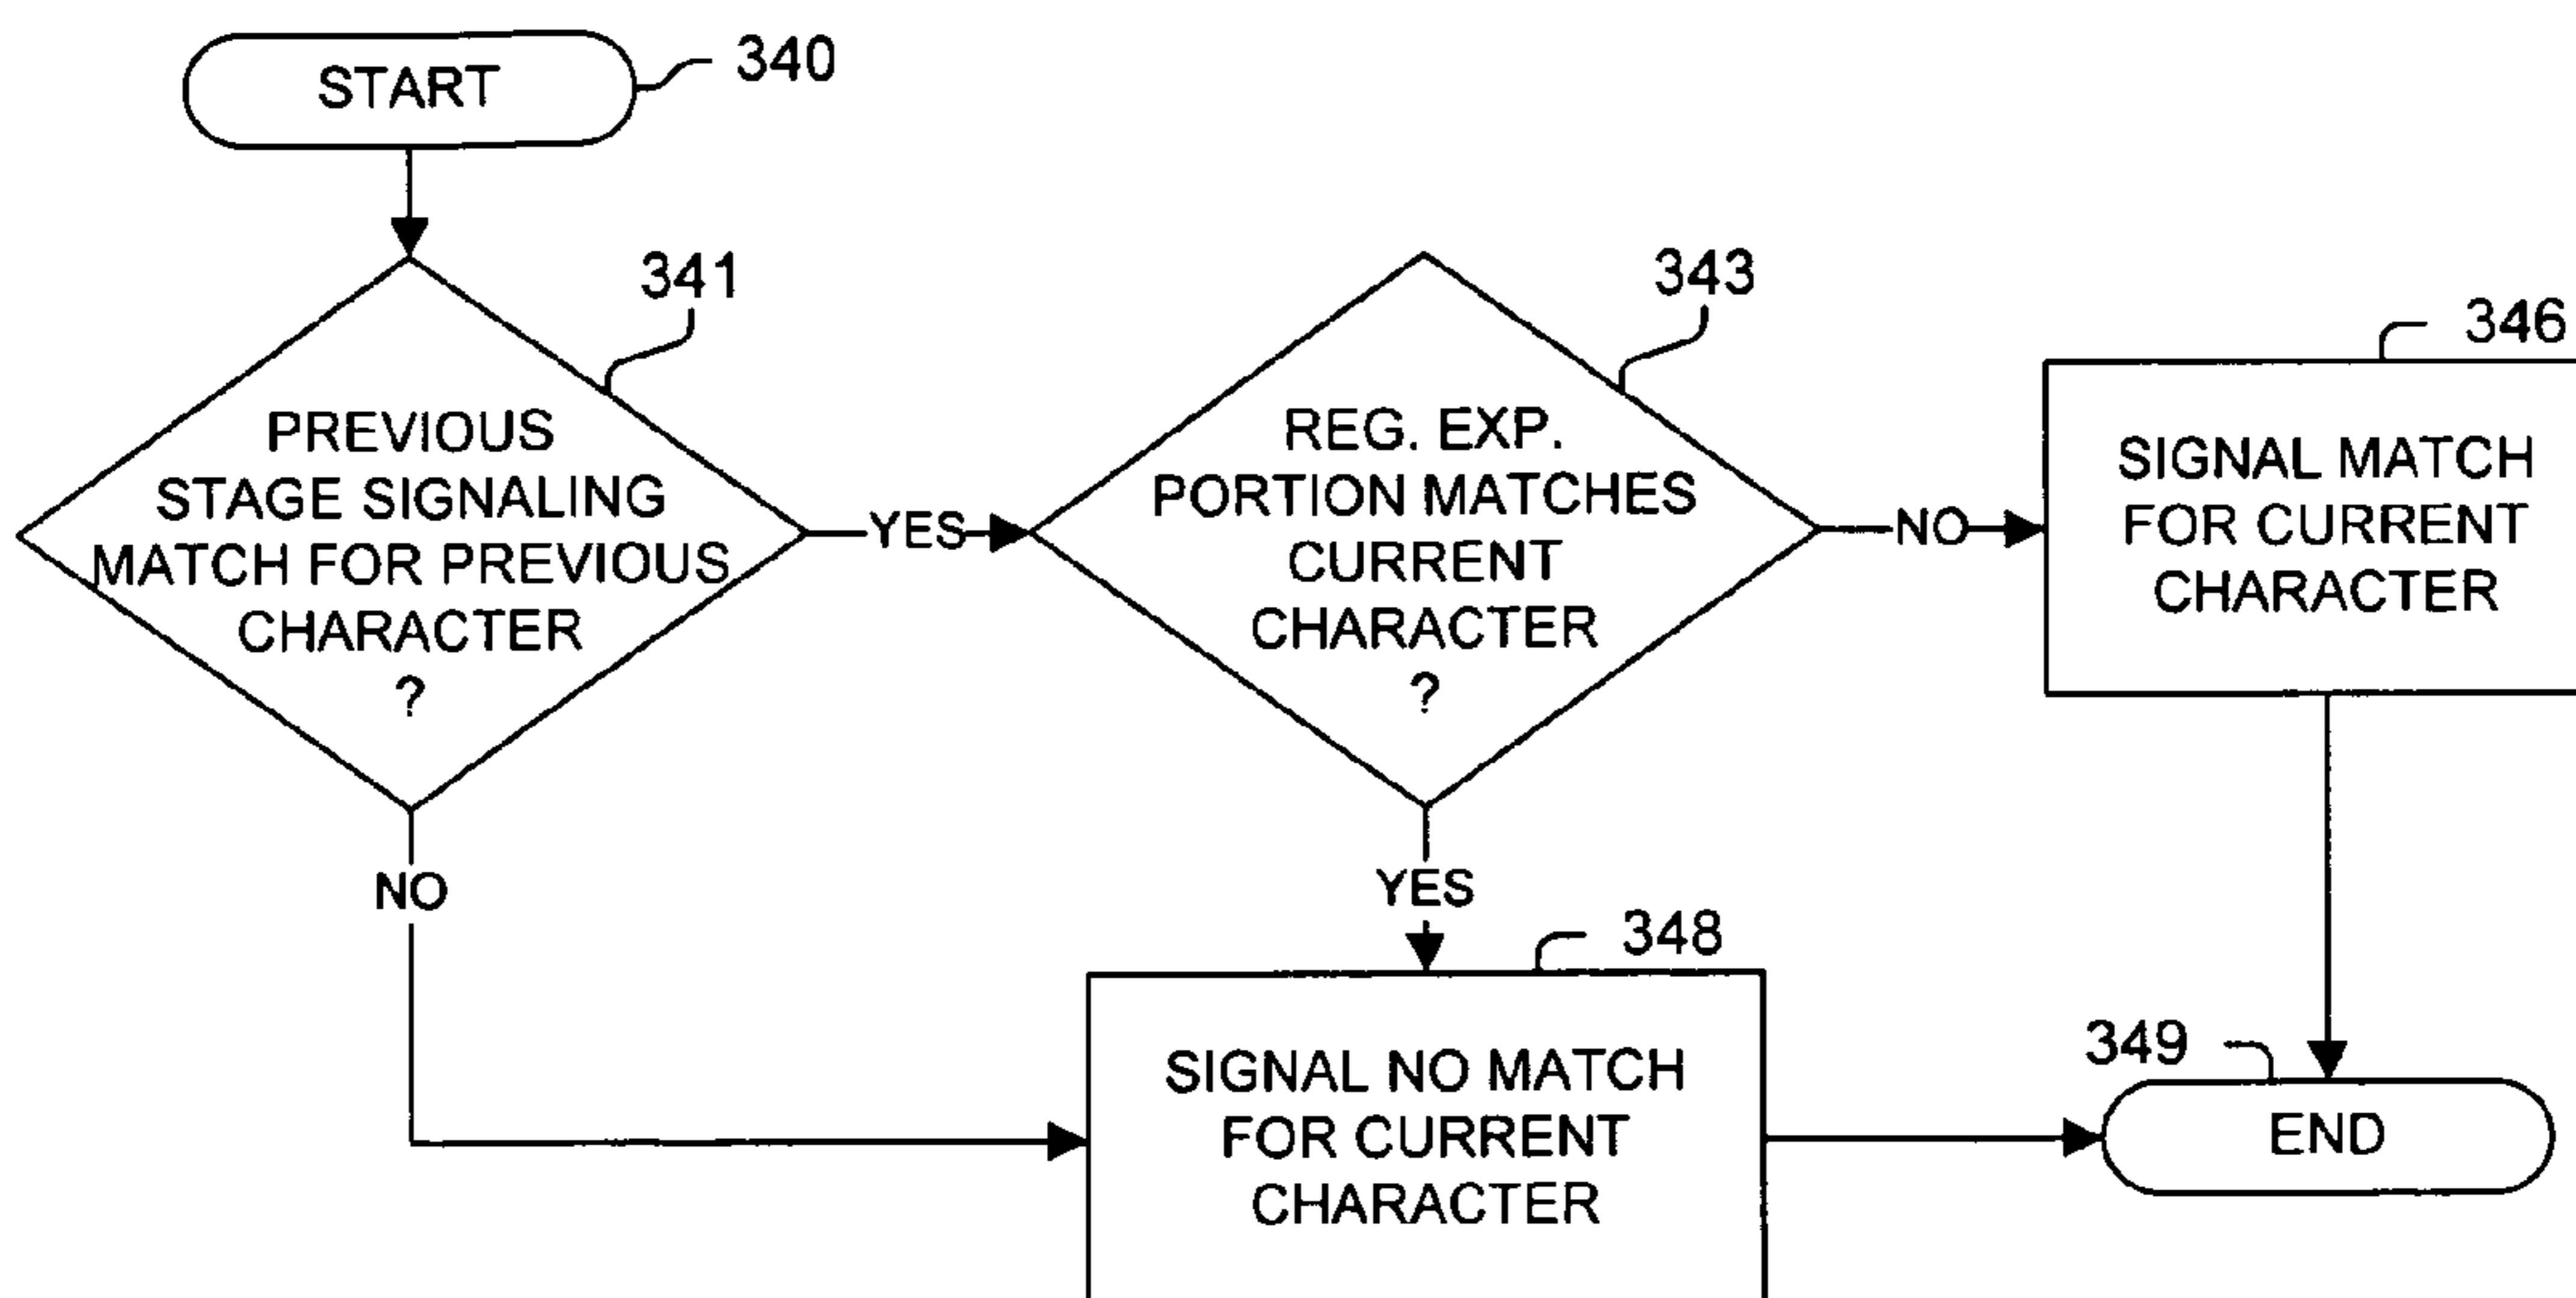 START
340
341
PREVIOUS
STAGE SIGNALING
MATCH FOR PREVIOUS
CHARACTER
?
YES
NO
343
REG. EXP.
PORTION MATCHES
CURRENT
CHARACTER
?
NO
YES
346
SIGNAL MATCH
FOR CURRENT
CHARACTER
348
SIGNAL NO MATCH
FOR CURRENT
CHARACTER
349
END